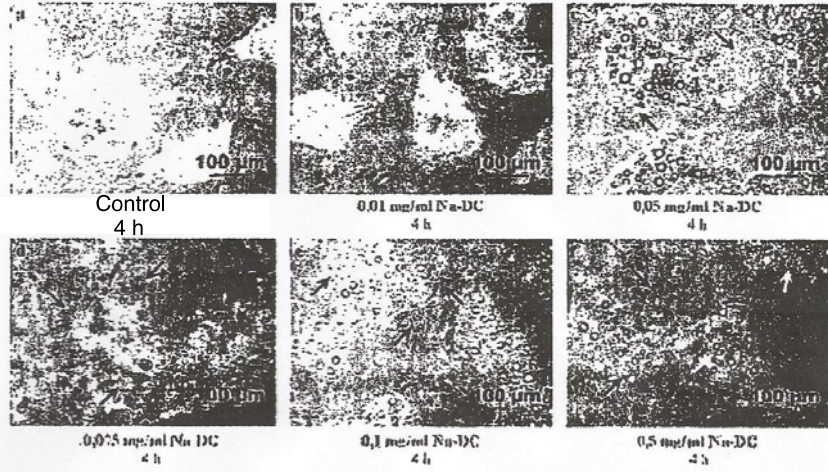 a
b
c
100 µm
100 µm
100 µm
Control
4 h
0,01 mg/ml Na-DC
4 h
0,05 mg/ml Na-DC
4 h
100 µm
100 µm
0,075 mg/ml Na-DC
4 h
0,1 mg/ml Na-DC
4 h
0,5 mg/ml Na-DC
4 h